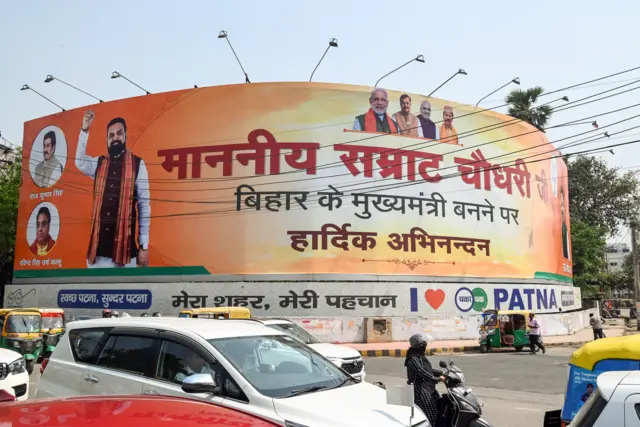 माननीय सम्राट चौधरी जी
बिहार के मुख्यमंत्री बनने पर
हार्दिक अभिनन्दन
राज कुमार सिंह
स्वच्छ पटना, सुन्दर पटना
मेरा शहर, मेरी पहचान
I PATNA